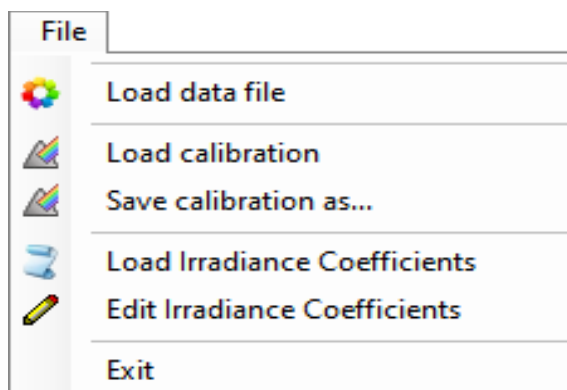 File
Load data file
Load calibration
Save calibration as...
Load Irradiance Coefficients
Edit Irradiance Coefficients
Exit